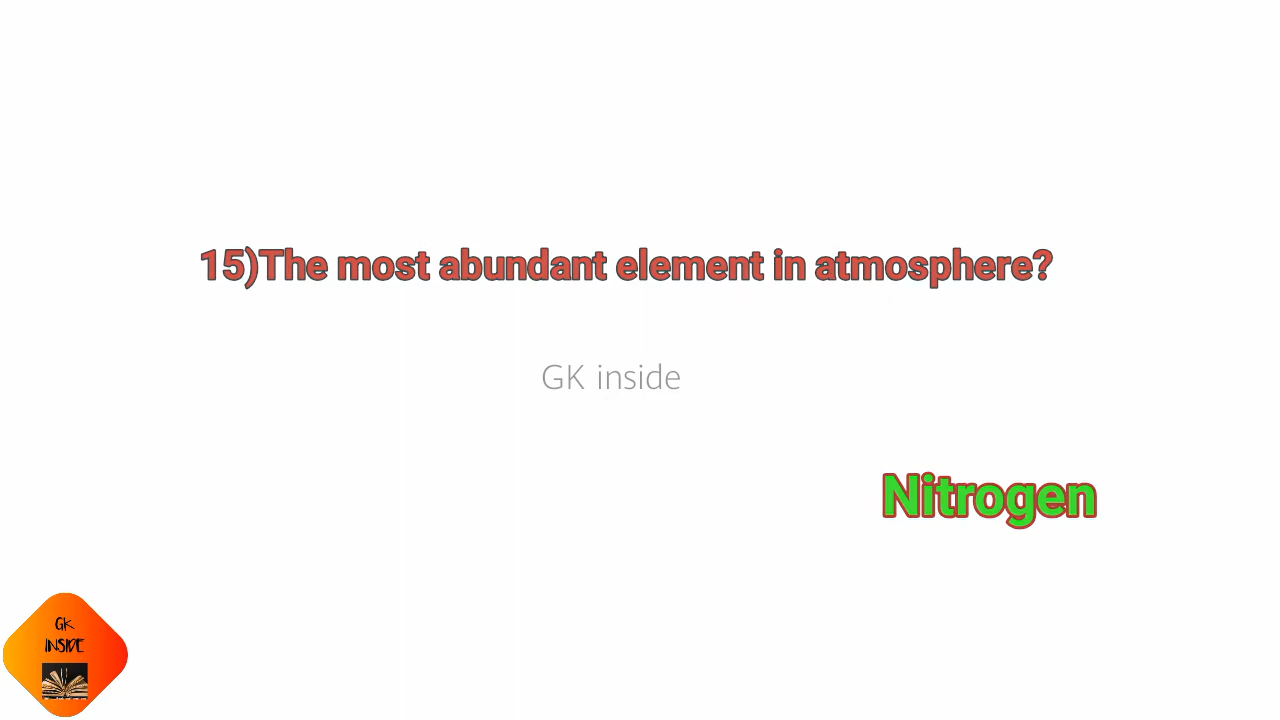 15)The most abundant element in atmosphere?
GK inside
Nitrogen
GK
INSIDE